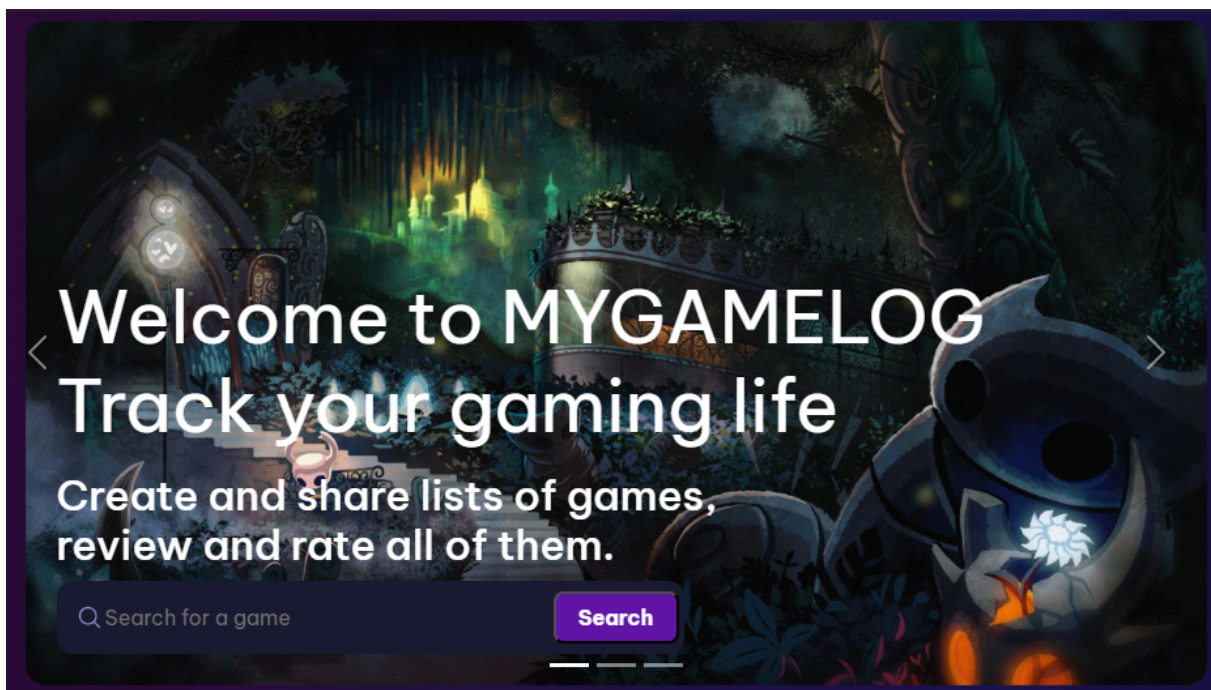 Welcome to MYGAMELOG
Track your gaming life
Create and share lists of games,
review and rate all of them.
Search for a game
Search